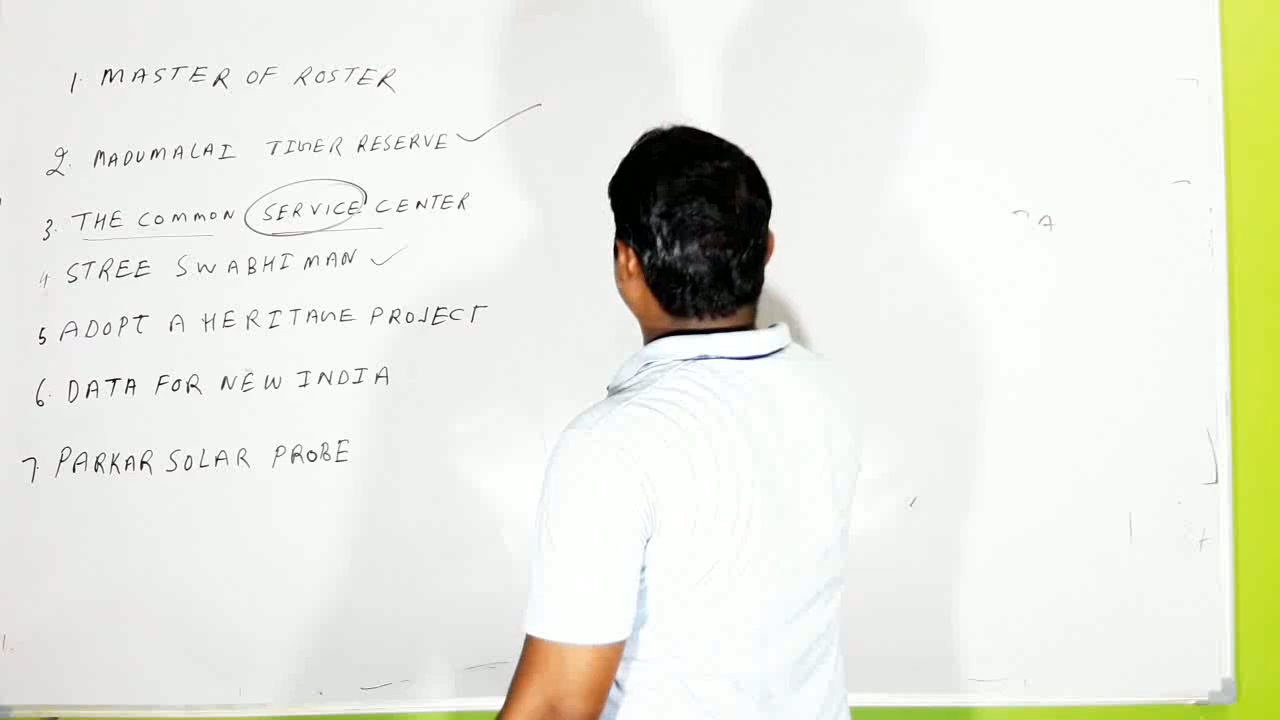 1. MASTER OF ROSTER
2. MADUMALAI TIGER RESERVE
3. THE COMMON SERVICE CENTER
4 STREE SWABHIMAN
5 ADOPT A HERITAGE PROJECT
6. DATA FOR NEW INDIA
7. PARKAR SOLAR PROBE